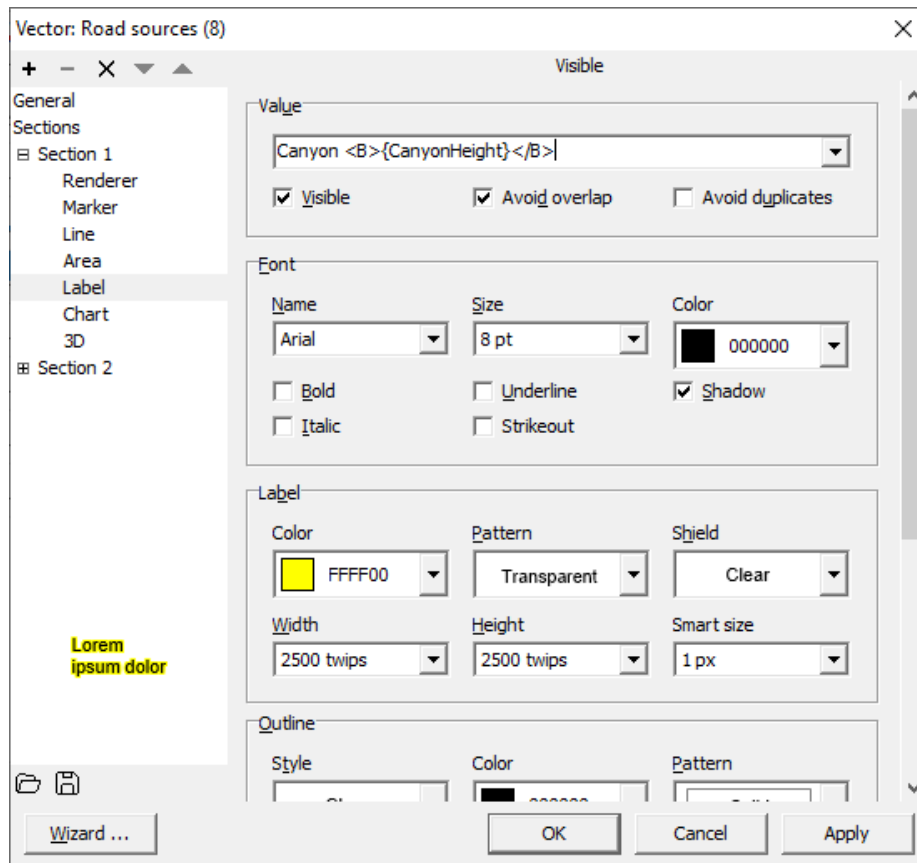 Vector: Road sources (8)
Visible
General
Sections
Section 1
Renderer
Marker
Line
Area
Label
Chart
3D
Section 2
Lorem
ipsum dolor
Value
Canyon <B>{CanyonHeight}</B>
Visible Avoid overlap Avoid duplicates
Font
Name Size Color
Arial 8 pt 000000
Bold Underline Shadow
Italic Strikeout
Label
Color Pattern Shield
FFFF00 Transparent Clear
Width Height Smart size
2500 twips 2500 twips 1 px
Outline
Style Color Pattern
000000
Wizard ... OK Cancel Apply